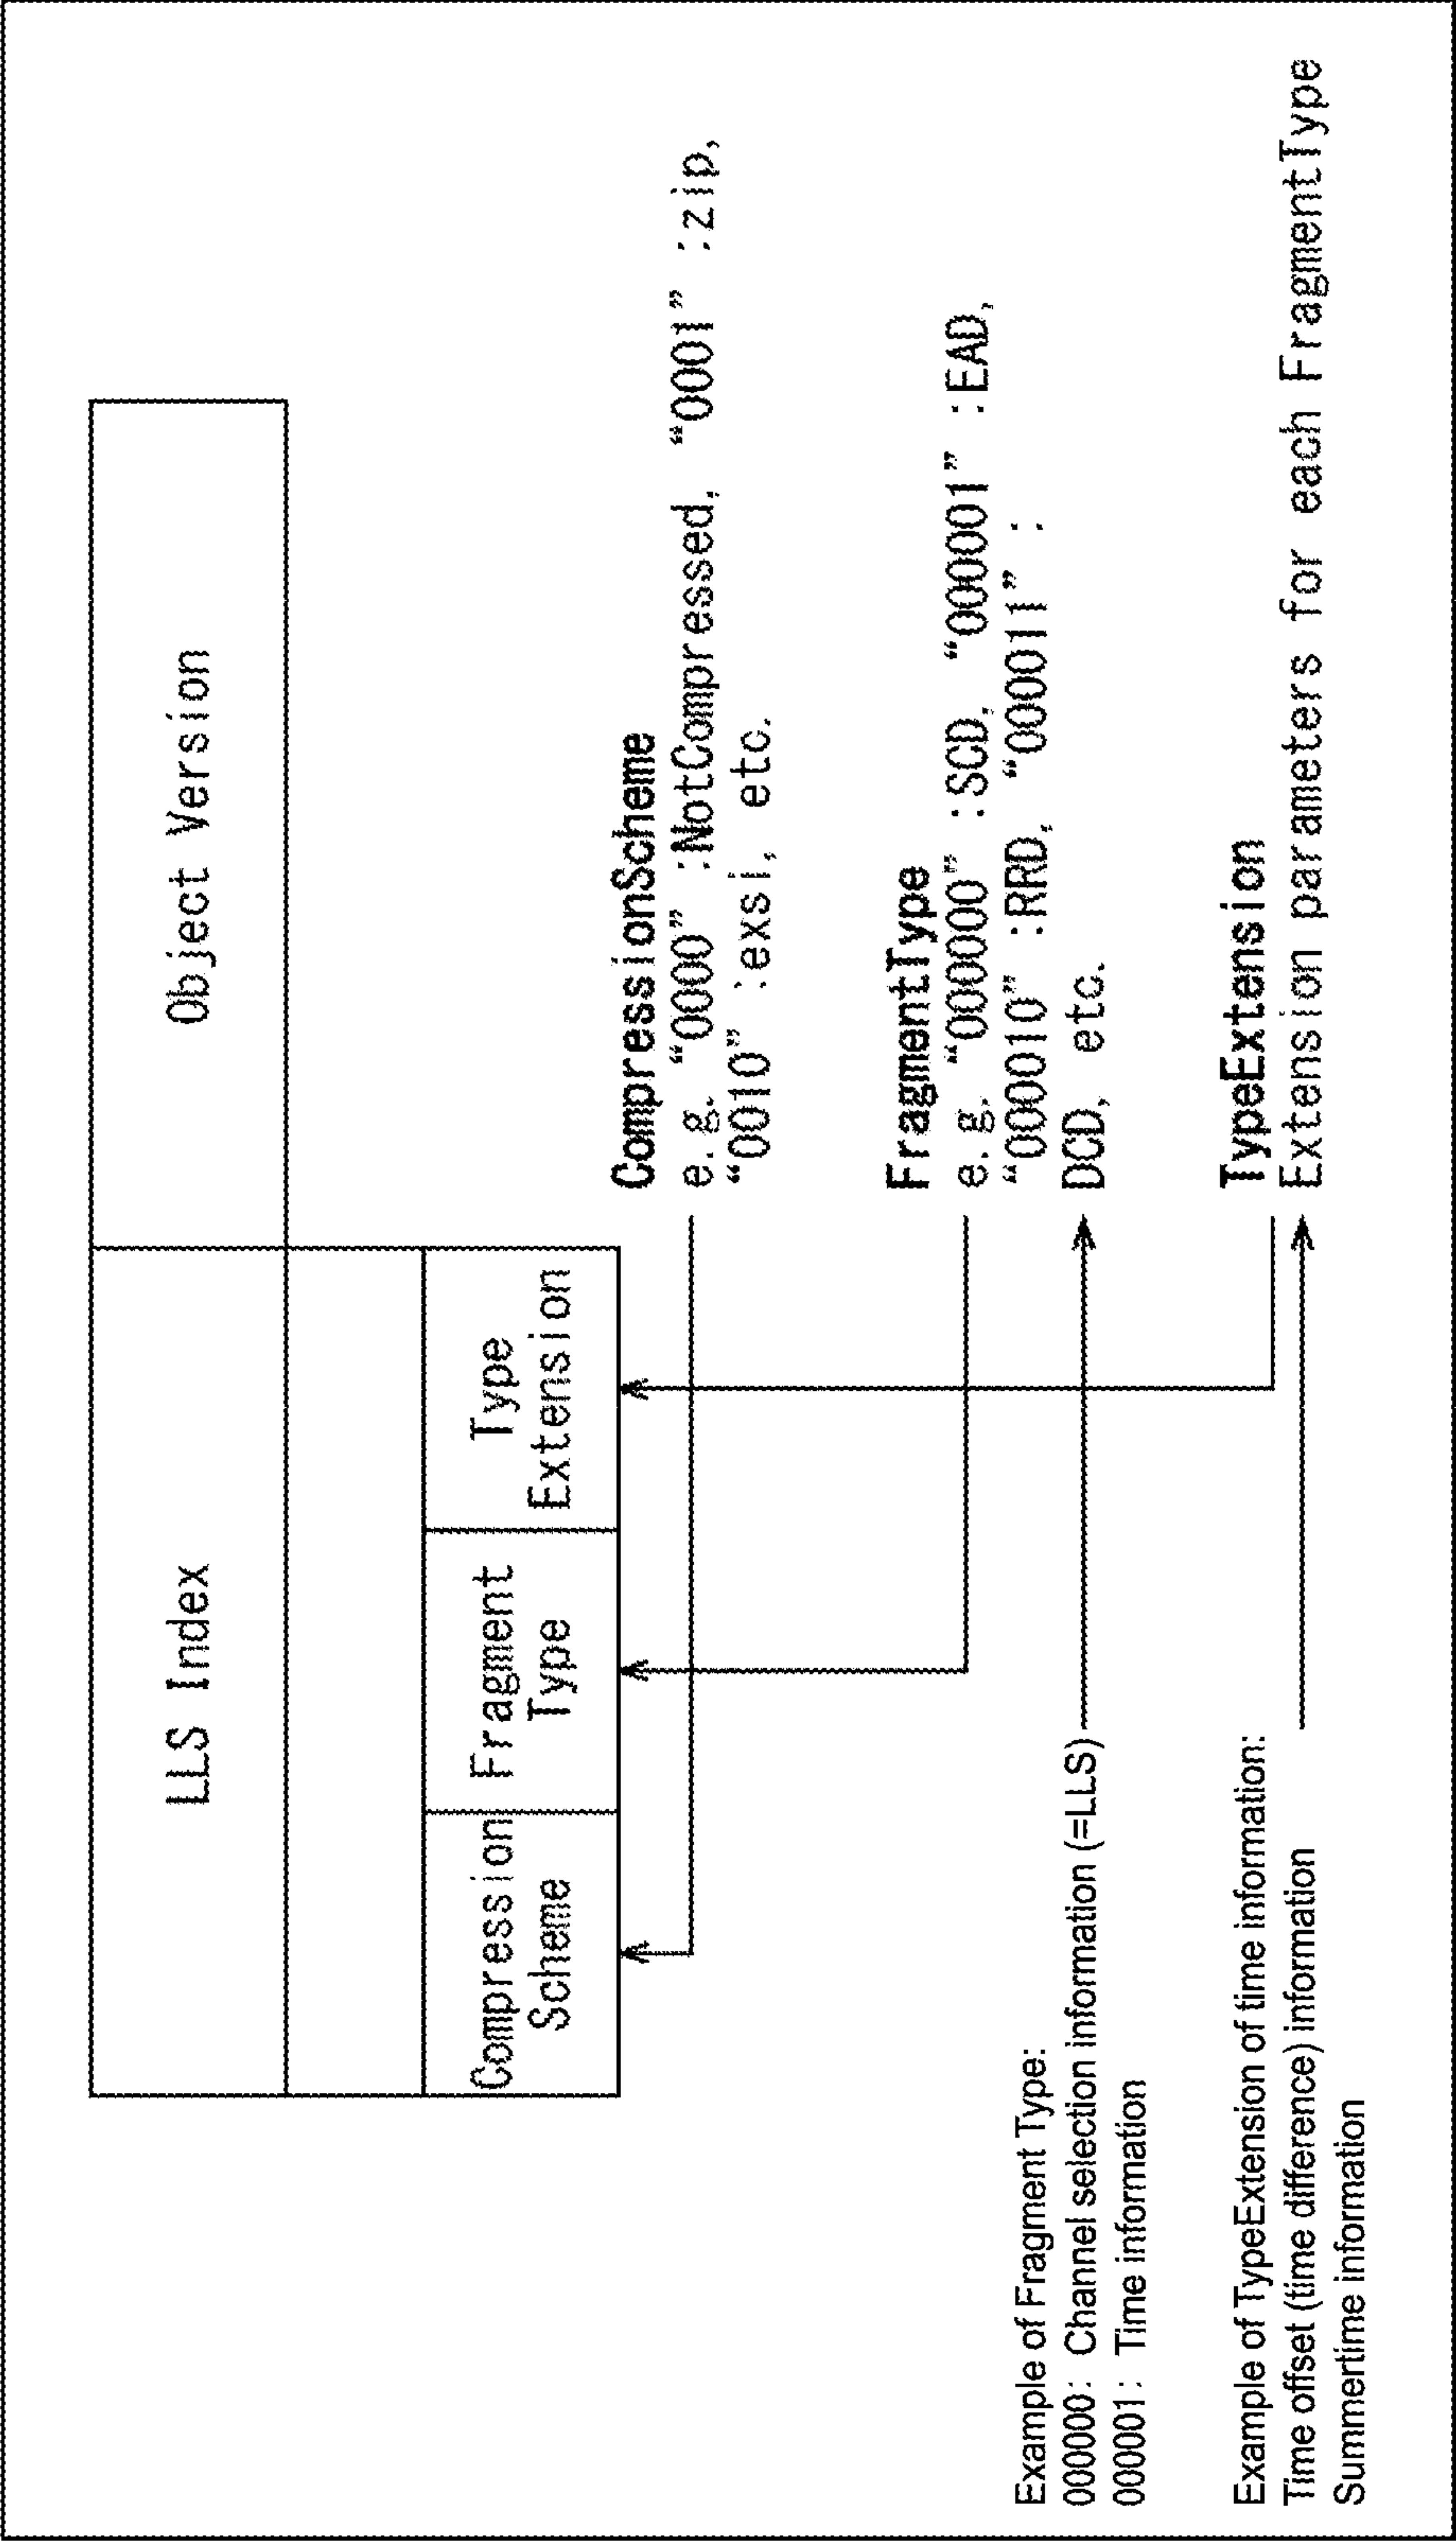 LLS Index
Object Version
Compression
Scheme
Fragment
Type
Type
Extension
CompressionScheme
e.g. “0000” :NotCompressed, “0001” :zip,
“0010” :exsi, etc.
FragmentType
e.g. “000000” :SCD, “000001” :EAD,
“000010” :RRD, “000011” :
DCD, etc.
TypeExtension
Extension parameters for each FragmentType
Example of Fragment Type:
000000: Channel selection information (=LLS)
000001: Time information
Example of TypeExtension of time information:
Time offset (time difference) information
Summertime information